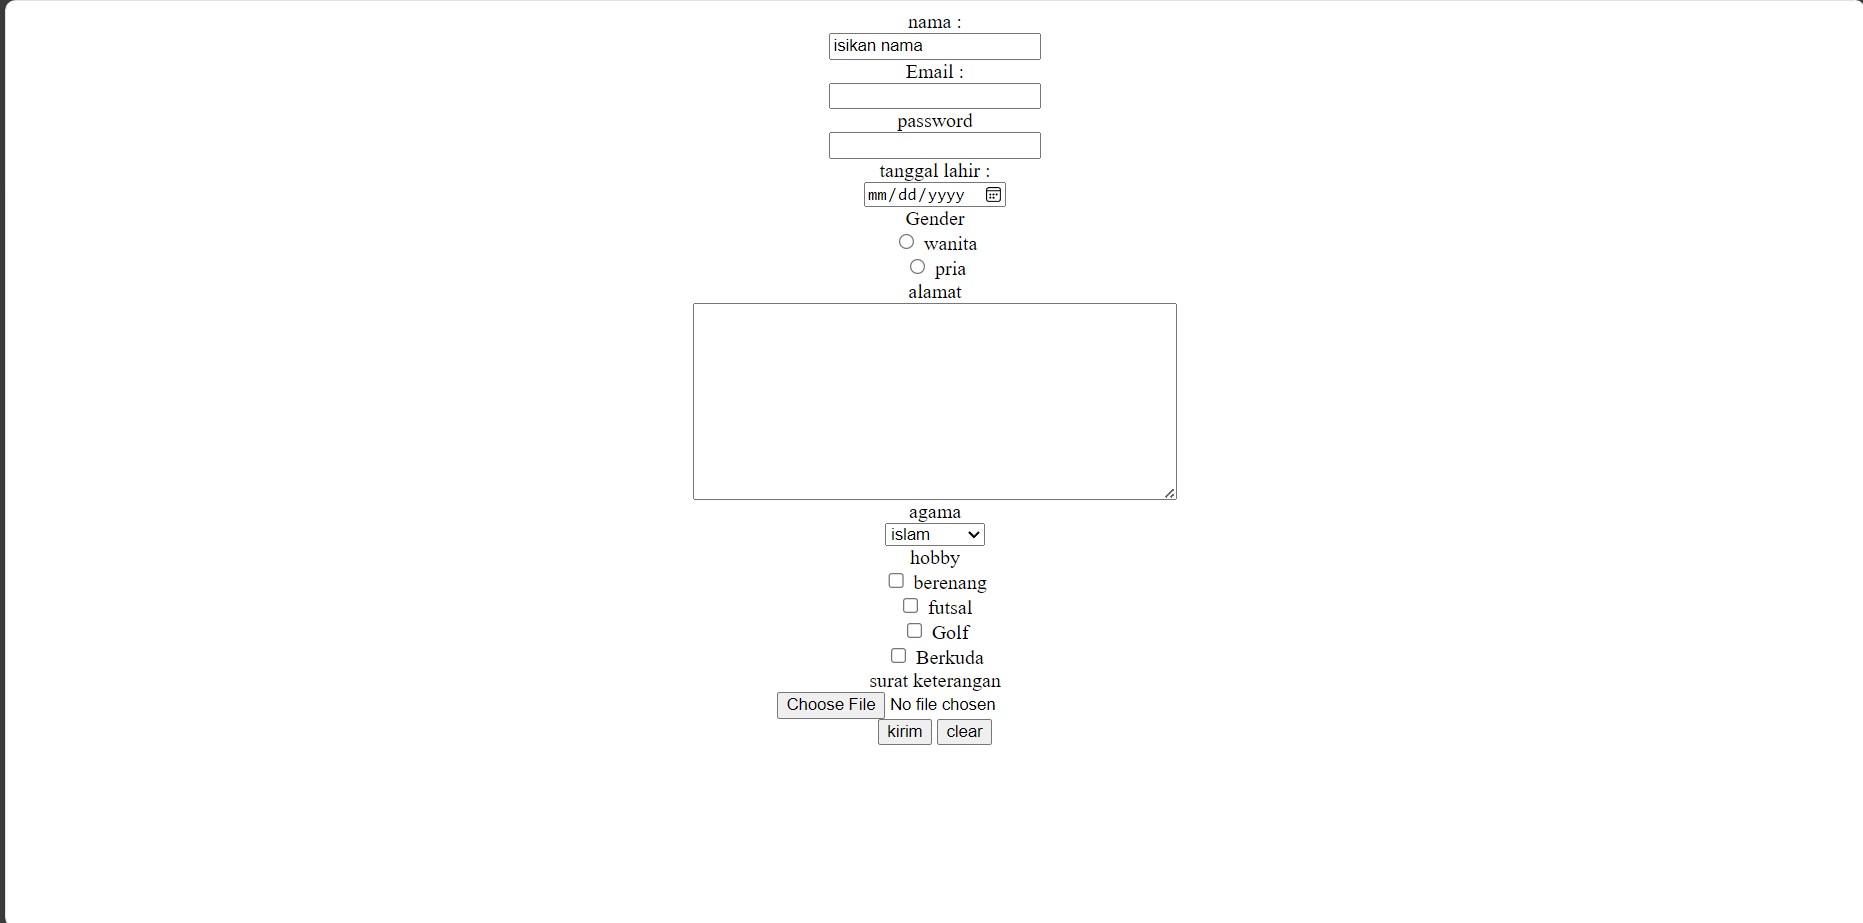 nama :
isikan nama
Email :
password
tanggal lahir :
mm/dd/yyyy
Gender
wanita
pria
alamat
agama
islam
hobby
berenang
futsal
Golf
Berkuda
surat keterangan
Choose File No file chosen
kirim clear